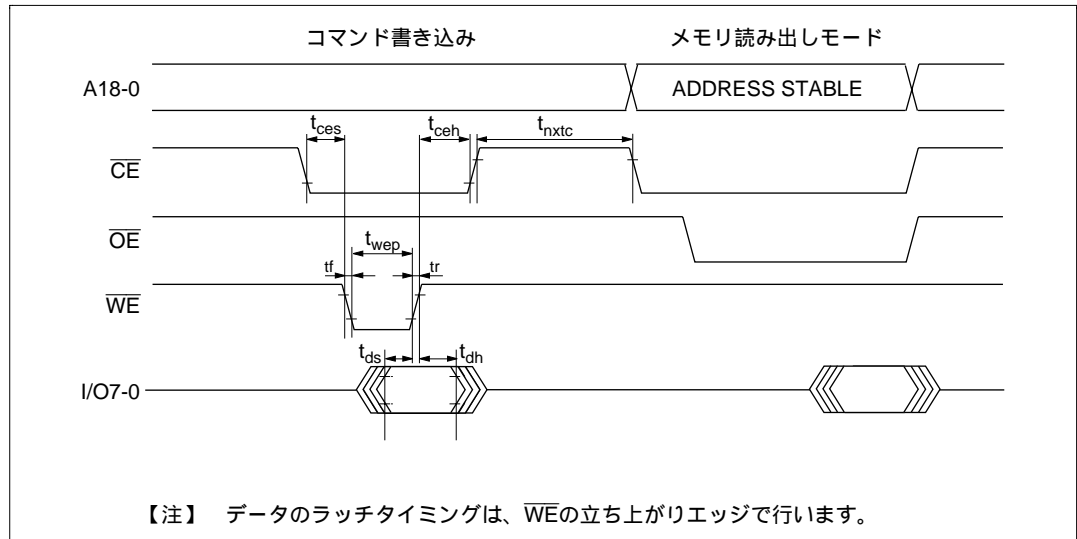 コマンド書き込み メモリ読み出しモード
A18-0 ADDRESS STABLE
tces tceh tnxtc
CE
OE
twep
tf tr
WE
tds tdh
I/O7-0
【注】 データのラッチタイミングは、WEの立ち上がりエッジで行います。